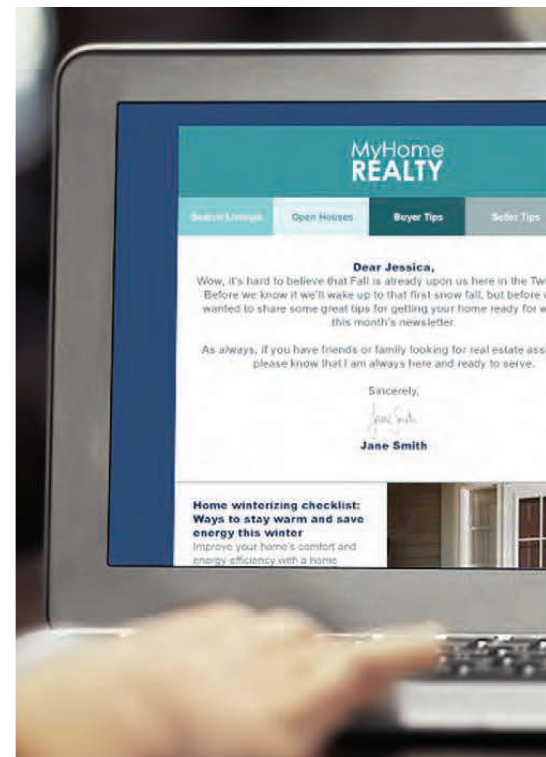 MyHome
REALTY
Search Listings Open Houses Buyer Tips Seller Tips
Dear Jessica,
Wow, it's hard to believe that Fall is already upon us here in the Tw
Before we know it we'll wake up to that first snow fall, but before w
wanted to share some great tips for getting your home ready for w
this month's newsletter.
As always, if you have friends or family looking for real estate ass
please know that I am always here and ready to serve.
Sincerely,
Jane Smith
Jane Smith
Home winterizing checklist:
Ways to stay warm and save
energy this winter
Improve your home's comfort and
energy efficiency with a home